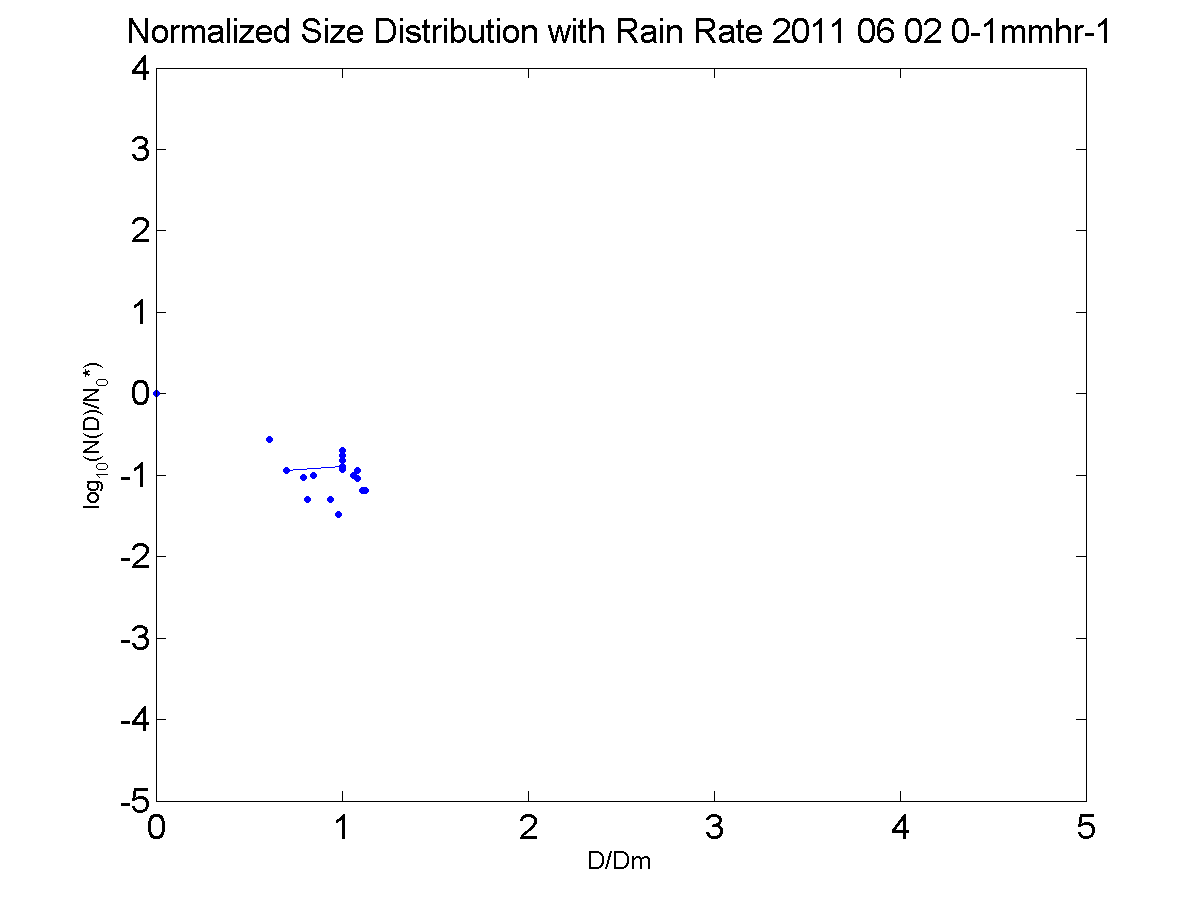 Normalized Size Distribution with Rain Rate 2011 06 02 0-1mmhr-1
4
3
2
1
0
-1
-2
-3
-4
-5
log10(N(D)/N0*)
0 1 2 3 4 5
D/Dm